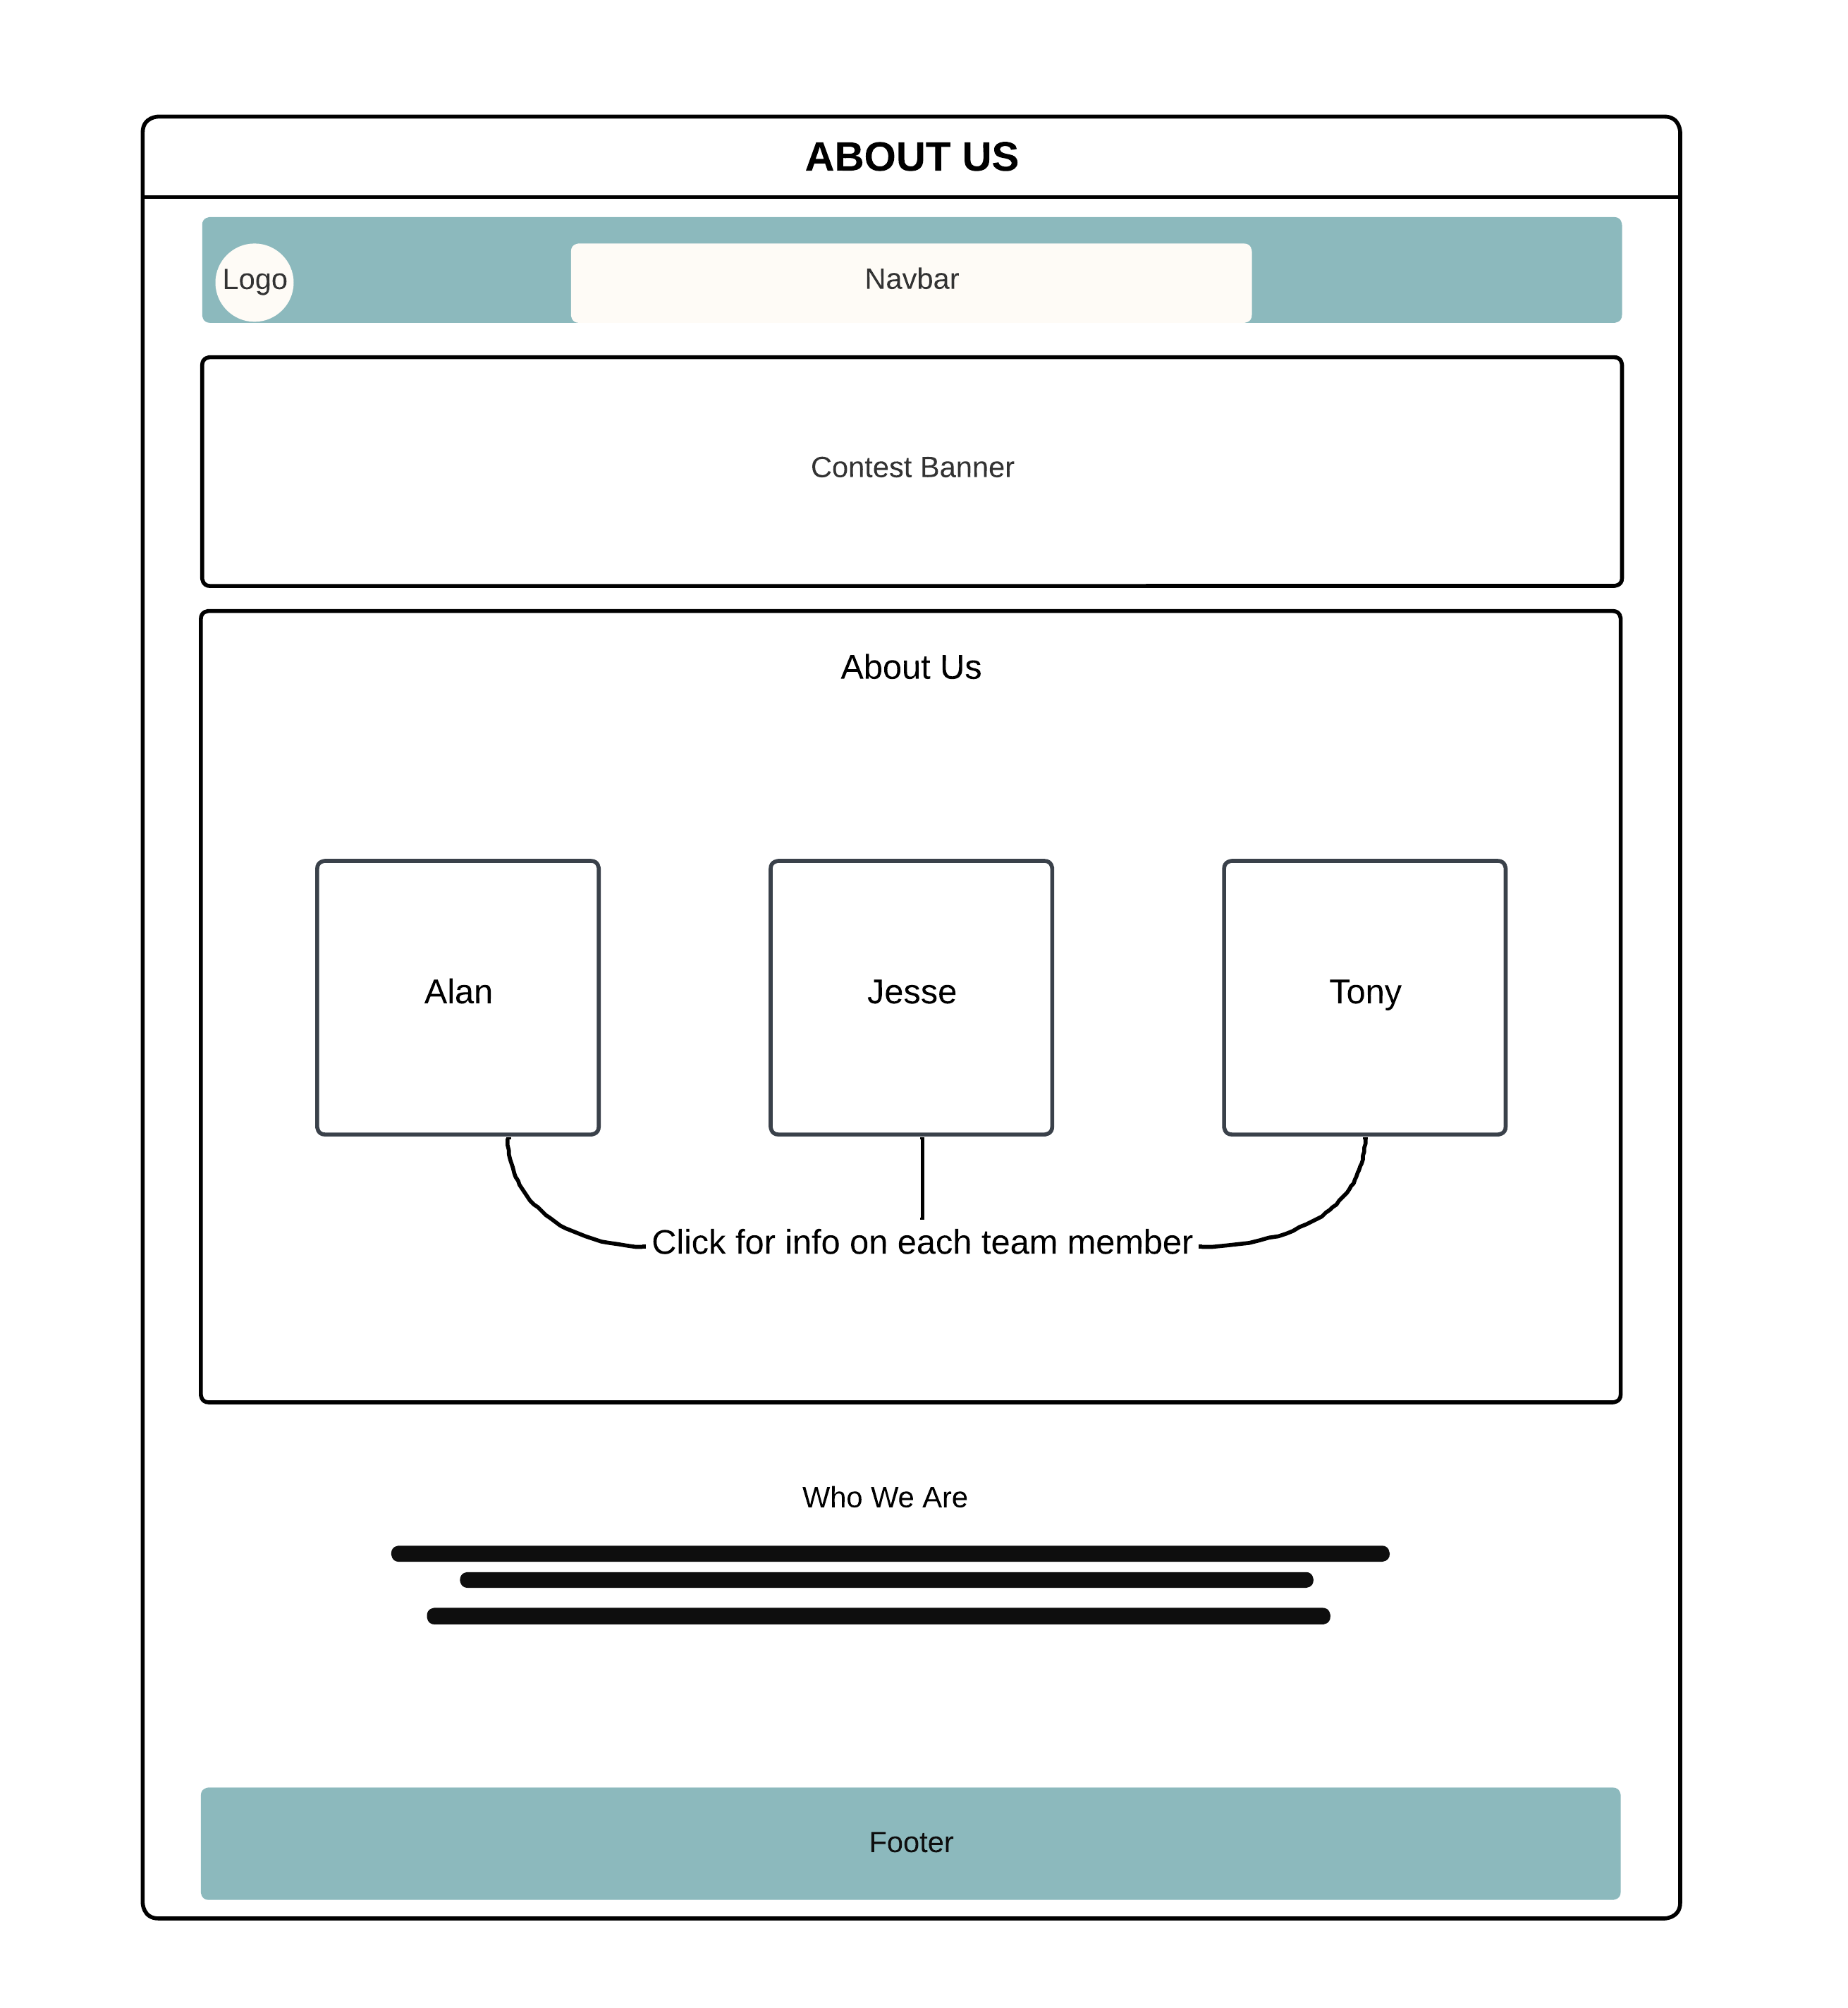 ABOUT US
Logo
Navbar
Contest Banner
About Us
Alan
Jesse
Tony
Click for info on each team member
Who We Are
Footer